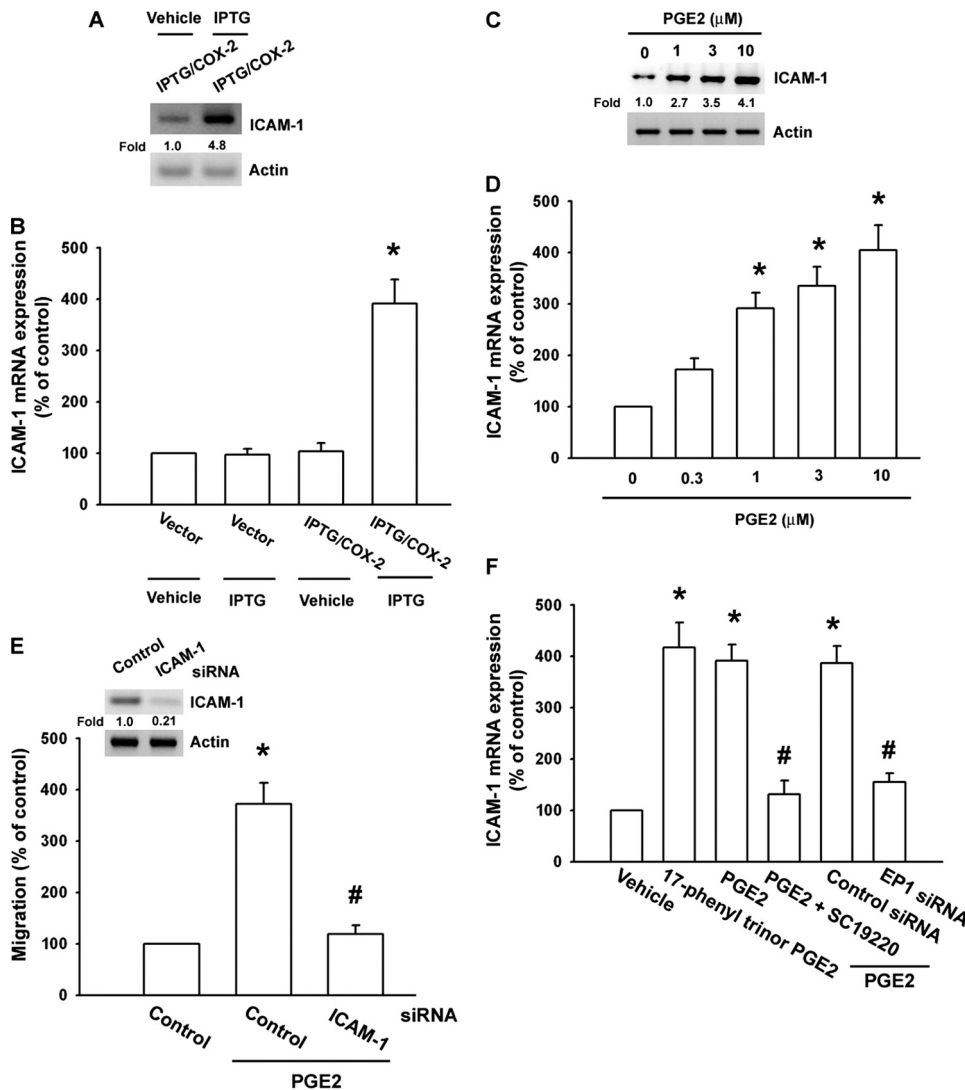 A
Vehicle IPTG
IPTG/COX-2
IPTG/COX-2
ICAM-1
Fold 1.0 4.8
Actin
B
ICAM-1 mRNA expression
(% of control)
500
400
300
200
100
0
*
Vector
Vector
IPTG/COX-2
IPTG/COX-2
Vehicle IPTG Vehicle IPTG
C
PGE2 (µM)
0 1 3 10
ICAM-1
Fold 1.0 2.7 3.5 4.1
Actin
D
ICAM-1 mRNA expression
(% of control)
500
400
300
200
100
0
* * *
0 0.3 1 3 10
PGE2 (µM)
E
Control ICAM-1
siRNA
ICAM-1
Fold 1.0 0.21
Actin
Migration (% of control)
500
400
300
200
100
0
*
#
Control
Control
ICAM-1
siRNA
PGE2
F
ICAM-1 mRNA expression
(% of control)
500
400
300
200
100
0
* * # * #
Vehicle
17-phenyl trinor PGE2
PGE2
PGE2 + SC19220
Control siRNA
EP1 siRNA
PGE2